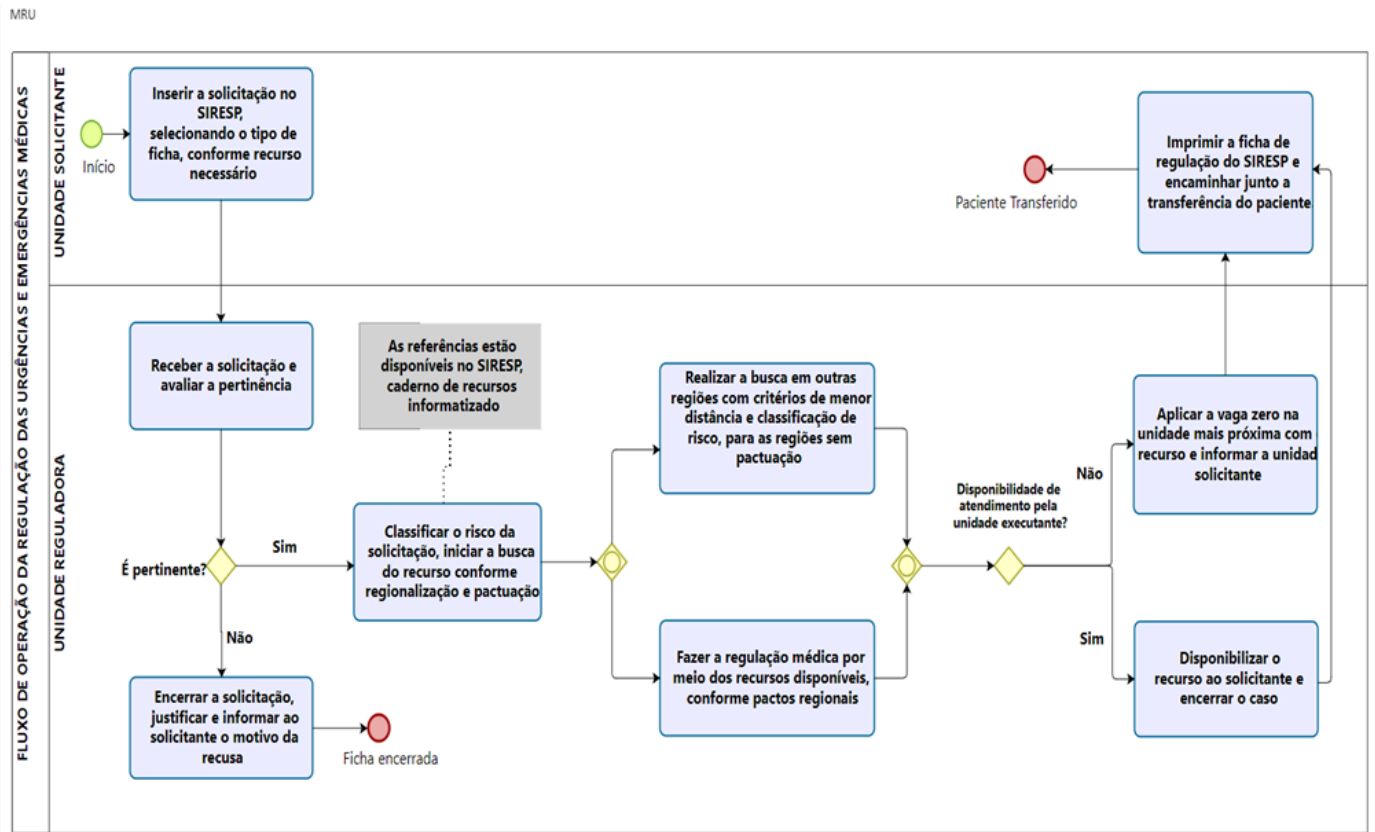 MRU
FLUXO DE OPERAÇÃO DA REGULAÇÃO DAS URGÊNCIAS E EMERGÊNCIAS MÉDICAS
UNIDADE SOLICITANTE
Início
Inserir a solicitação no
SIRESP,
selecionando o tipo de
ficha, conforme recurso
necessário
Paciente Transferido
Imprimir a ficha de
regulação do SIRESP e
encaminhar junto a
transferência do paciente
UNIDADE REGULADORA
Receber a solicitação e
avaliar a pertinência
É pertinente?
Sim
Não
Encerrar a solicitação,
justificar e informar ao
solicitante o motivo da
recusa
Ficha encerrada
As referências estão
disponíveis no SIRESP,
caderno de recursos
informatizado
Classificar o risco da
solicitação, iniciar a busca
do recurso conforme
regionalização e pactuação
Realizar a busca em outras
regiões com critérios de menor
distância e classificação de
risco, para as regiões sem
pactuação
Fazer a regulação médica por
meio dos recursos disponíveis,
conforme pactos regionais
Disponibilidade de
atendimento pela
unidade executante?
Não
Aplicar a vaga zero na
unidade mais próxima com
recurso e informar a unidad
solicitante
Sim
Disponibilizar o
recurso ao solicitante e
encerrar o caso